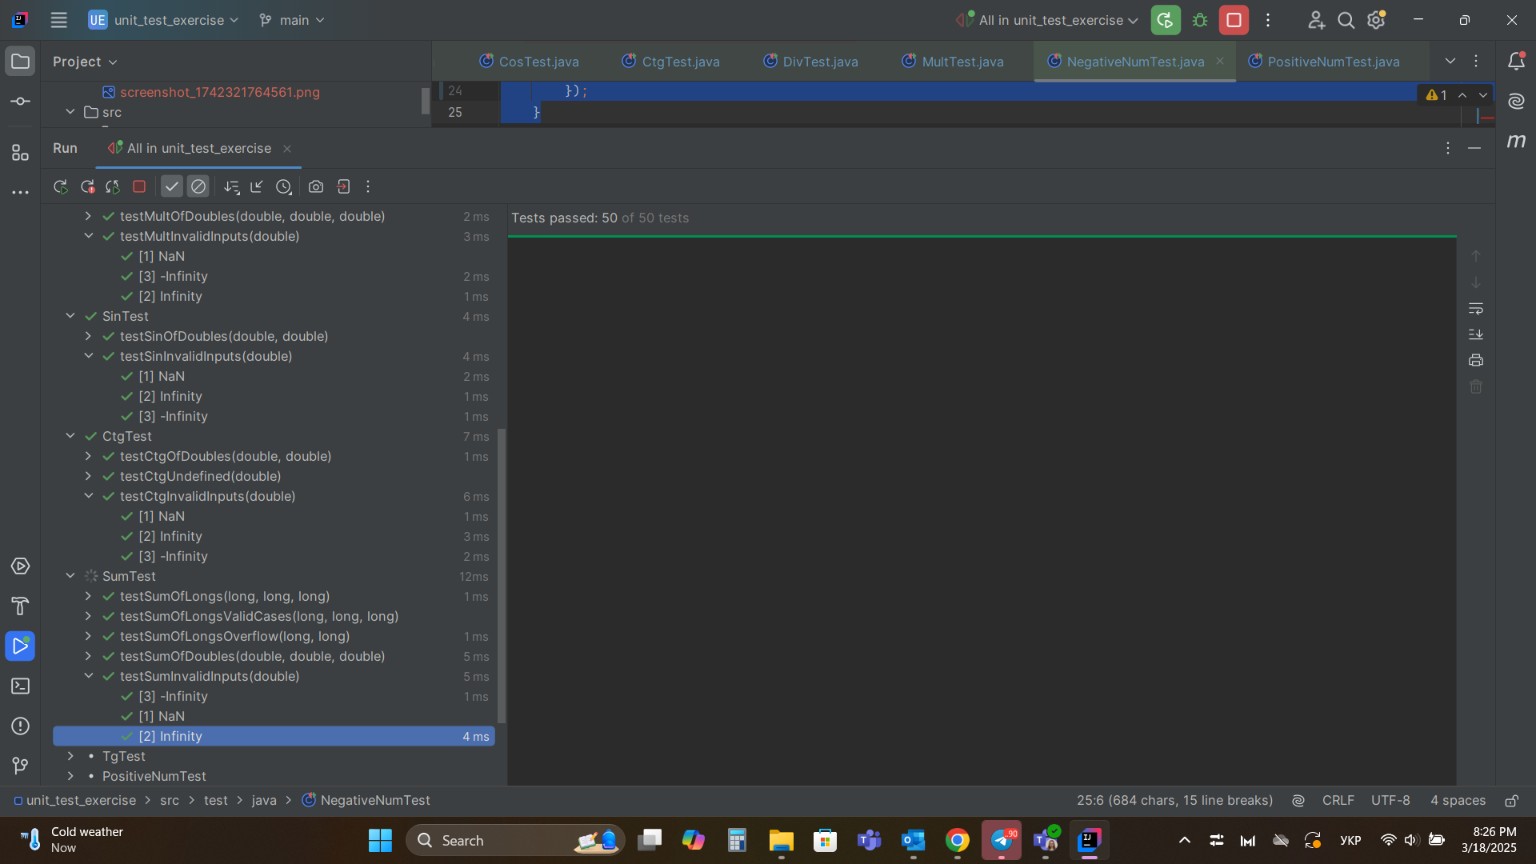 UE unit_test_exercise main All in unit_test_exercise
Project CosTest.java CtgTest.java DivTest.java MultTest.java NegativeNumTest.java PositiveNumTest.java
screenshot_1742321764561.png 24 }); 1
src 25 }
Run All in unit_test_exercise
testMultOfDoubles(double, double, double) 2 ms Tests passed: 50 of 50 tests
testMultInvalidInputs(double) 3 ms
[1] NaN
[3] -Infinity 2 ms
[2] Infinity 1 ms
SinTest 4 ms
testSinOfDoubles(double, double)
testSinInvalidInputs(double) 4 ms
[1] NaN 2 ms
[2] Infinity 1 ms
[3] -Infinity 1 ms
CtgTest 7 ms
testCtgOfDoubles(double, double) 1 ms
testCtgUndefined(double)
testCtgInvalidInputs(double) 6 ms
[1] NaN 1 ms
[2] Infinity 3 ms
[3] -Infinity 2 ms
SumTest 12ms
testSumOfLongs(long, long, long) 1 ms
testSumOfLongsValidCases(long, long, long)
testSumOfLongsOverflow(long, long) 1 ms
testSumOfDoubles(double, double, double) 5 ms
testSumInvalidInputs(double) 5 ms
[3] -Infinity 1 ms
[1] NaN
[2] Infinity 4 ms
TgTest
PositiveNumTest
unit_test_exercise > src > test > java > NegativeNumTest 25:6 (684 chars, 15 line breaks) CRLF UTF-8 4 spaces
Cold weather
Now
Search
90
УКР
8:26 PM
3/18/2025